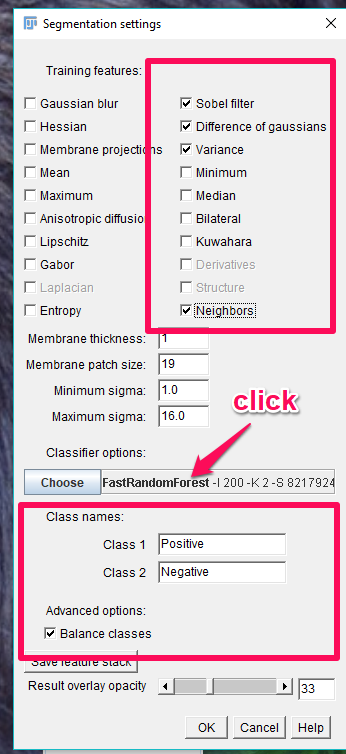 Segmentation settings
Training features:
Gaussian blur Sobel filter
Hessian Difference of gaussians
Membrane projections Variance
Mean Minimum
Maximum Median
Anisotropic diffusion Bilateral
Lipschitz Kuwahara
Gabor Derivatives
Laplacian Structure
Entropy Neighbors
Membrane thickness: 1
Membrane patch size: 19
Minimum sigma: 1.0
Maximum sigma: 16.0
click
Classifier options:
Choose FastRandomForest -I 200 -K 2 -S 8217924
Class names:
Class 1 Positive
Class 2 Negative
Advanced options:
Balance classes
Save feature stack
Result overlay opacity 33
OK Cancel Help